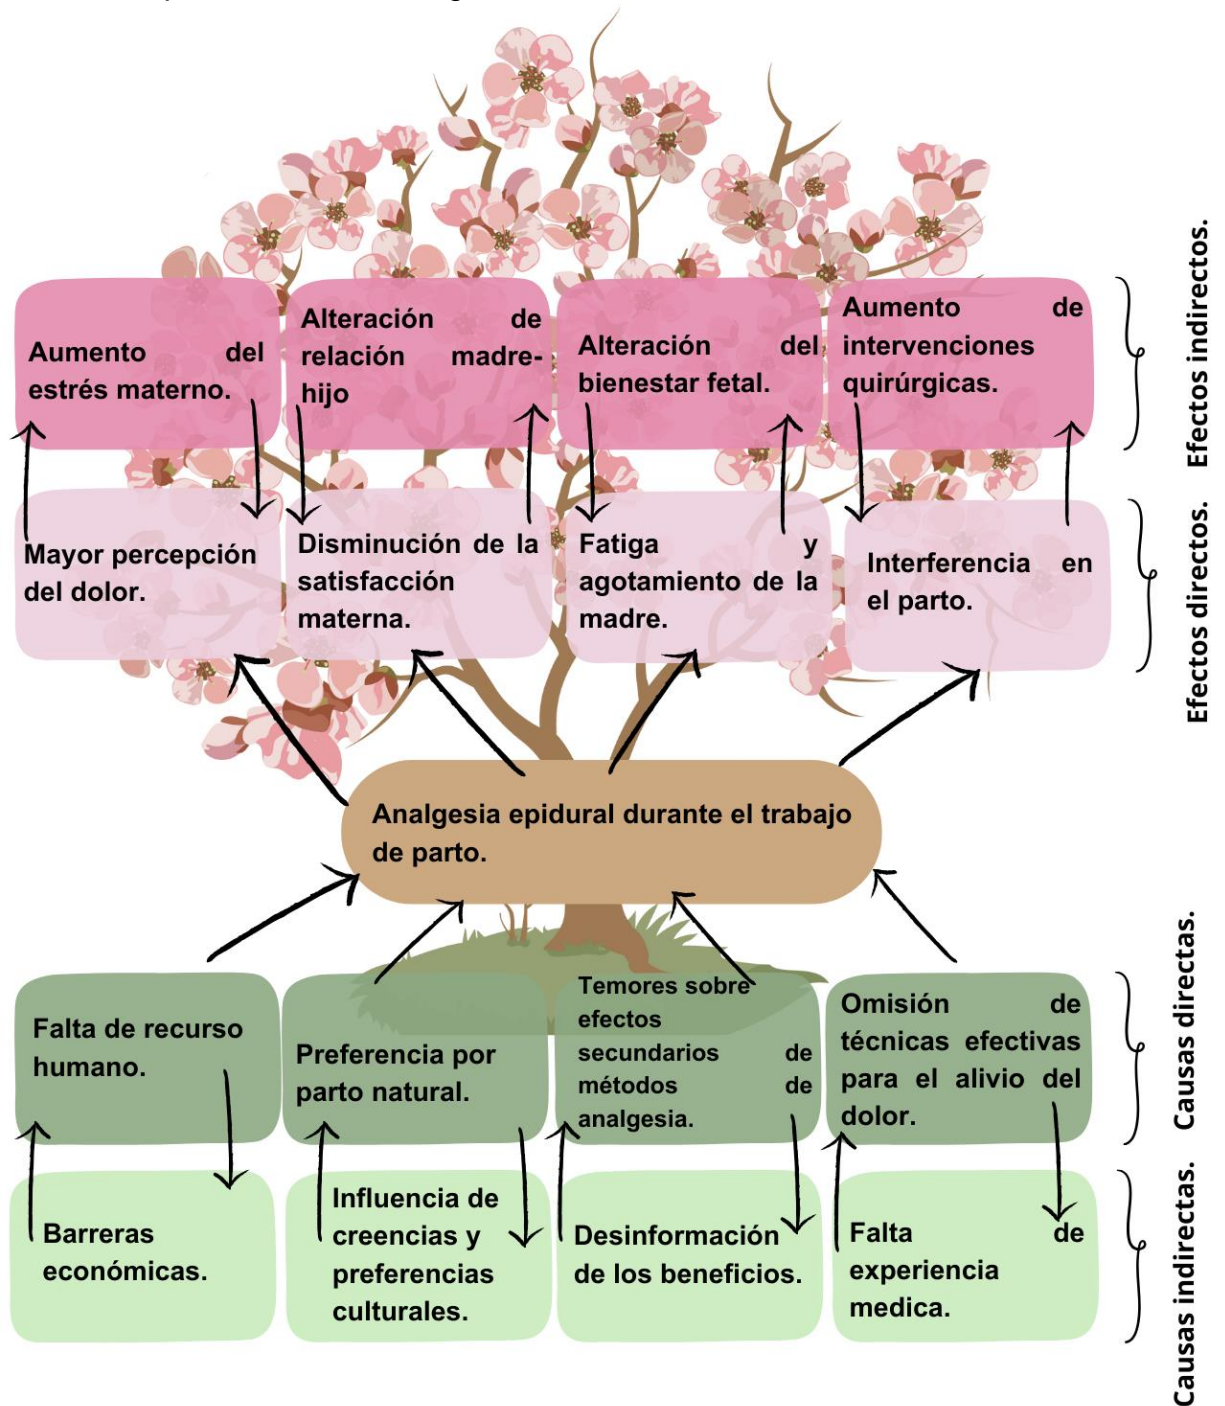 Aumento del
estrés materno.
Alteración de
relación madre-
hijo
Alteración del
bienestar fetal.
Aumento de
intervenciones
quirúrgicas.
Efectos indirectos.
Mayor percepción
del dolor.
Disminución de la
satisfacción
materna.
Fatiga y
agotamiento de la
madre.
Interferencia en
el parto.
Efectos directos.
Analgesia epidural durante el trabajo
de parto.
Falta de recurso
humano.
Preferencia por
parto natural.
Temores sobre
efectos
secundarios de
métodos de
analgesia.
Omisión de
técnicas efectivas
para el alivio del
dolor.
Causas directas.
Barreras
económicas.
Influencia de
creencias y
preferencias
culturales.
Desinformación
de los beneficios.
Falta de
experiencia
medica.
Causas indirectas.